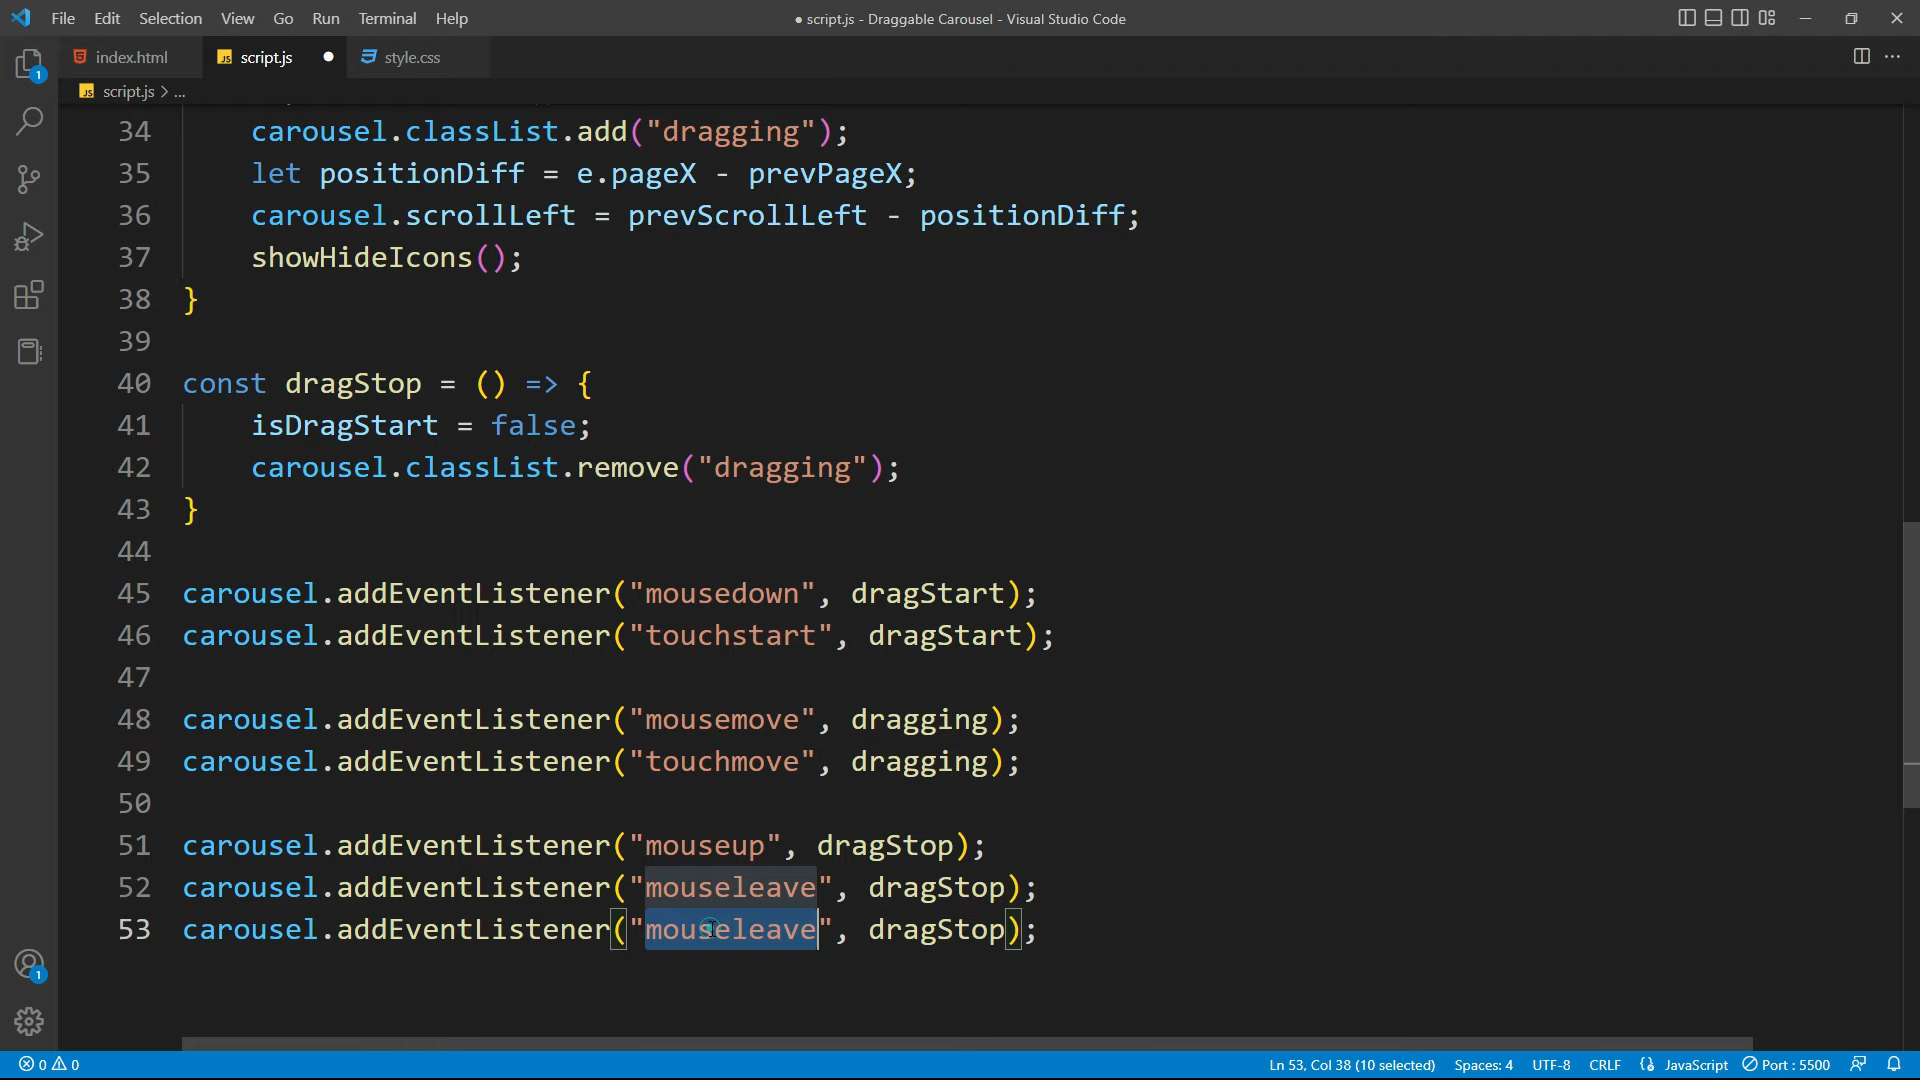 File Edit Selection View Go Run Terminal Help
● script.js - Draggable Carousel - Visual Studio Code
index.html script.js style.css
script.js > ...
34 carousel.classList.add("dragging");
35 let positionDiff = e.pageX - prevPageX;
36 carousel.scrollLeft = prevScrollLeft - positionDiff;
37 showHideIcons();
38 }
39
40 const dragStop = () => {
41 isDragStart = false;
42 carousel.classList.remove("dragging");
43 }
44
45 carousel.addEventListener("mousedown", dragStart);
46 carousel.addEventListener("touchstart", dragStart);
47
48 carousel.addEventListener("mousemove", dragging);
49 carousel.addEventListener("touchmove", dragging);
50
51 carousel.addEventListener("mouseup", dragStop);
52 carousel.addEventListener("mouseleave", dragStop);
53 carousel.addEventListener("mouseleave", dragStop);
1
1
0 0 Ln 53, Col 38 (10 selected) Spaces: 4 UTF-8 CRLF JavaScript Port : 5500